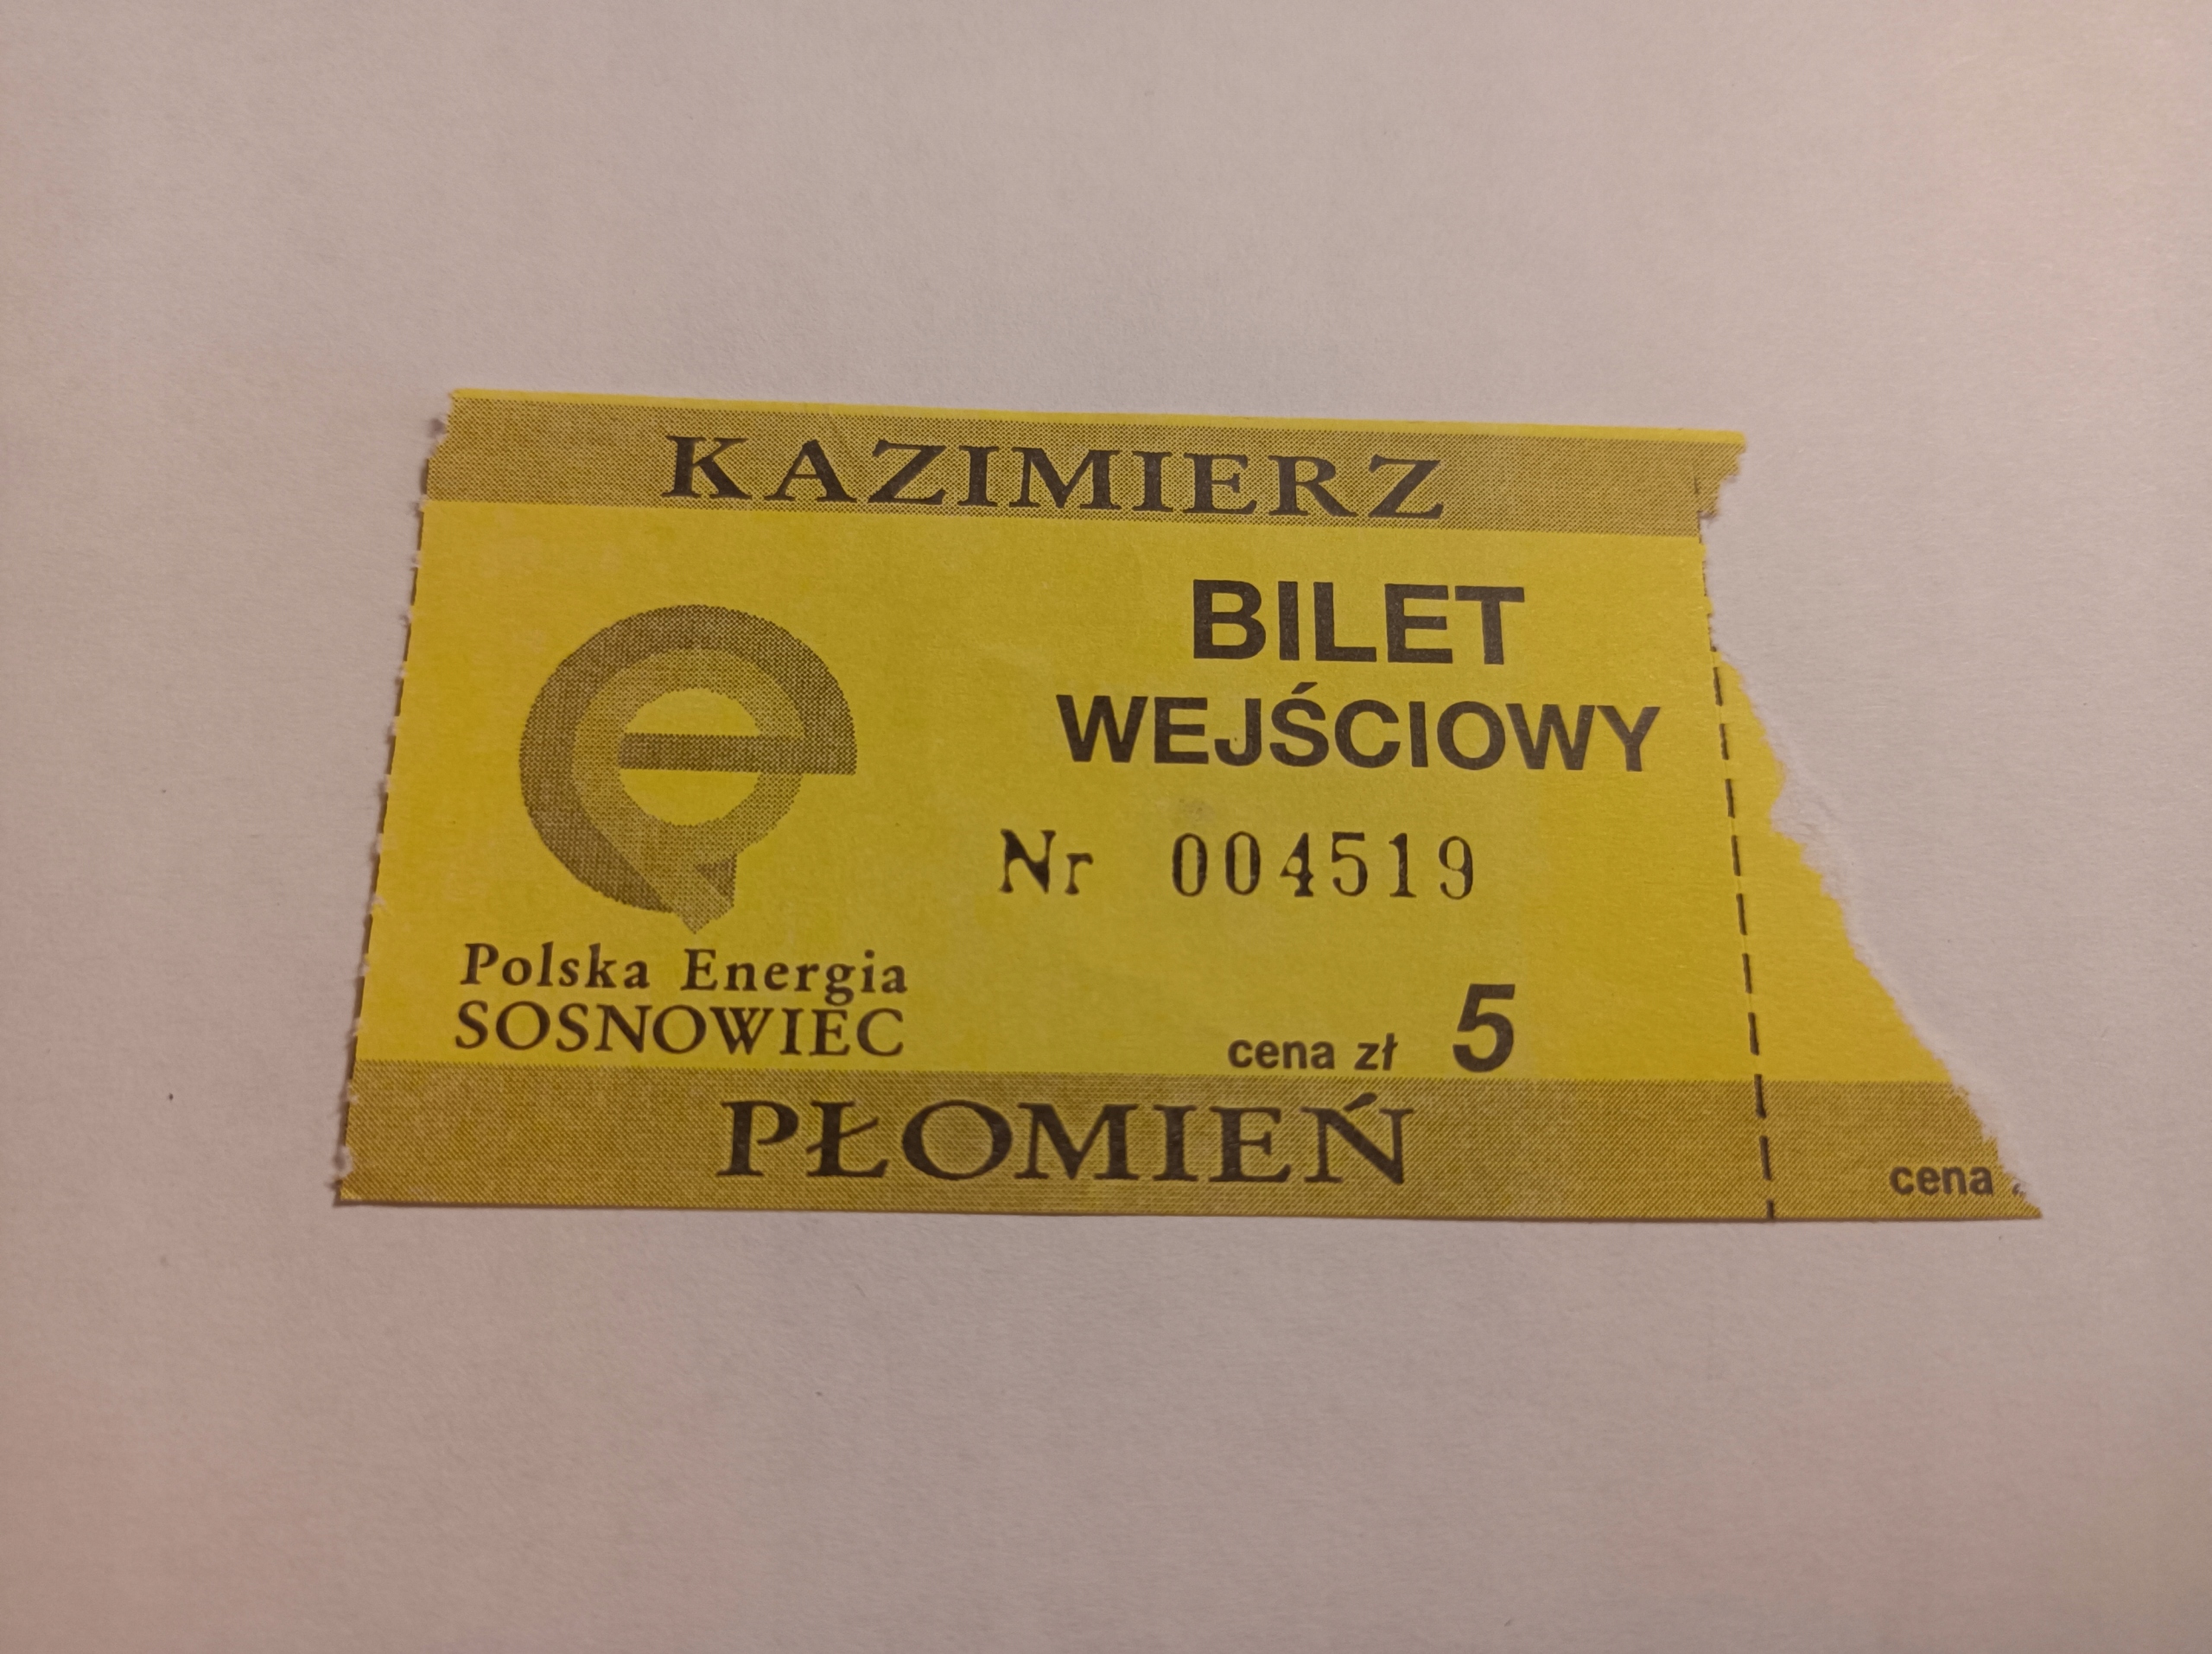 KAZIMIERZ
BILET
WEJŚCIOWY
Nr 004519
Polska Energia
SOSNOWIEC
cena zł 5
PŁOMIEŃ
cena